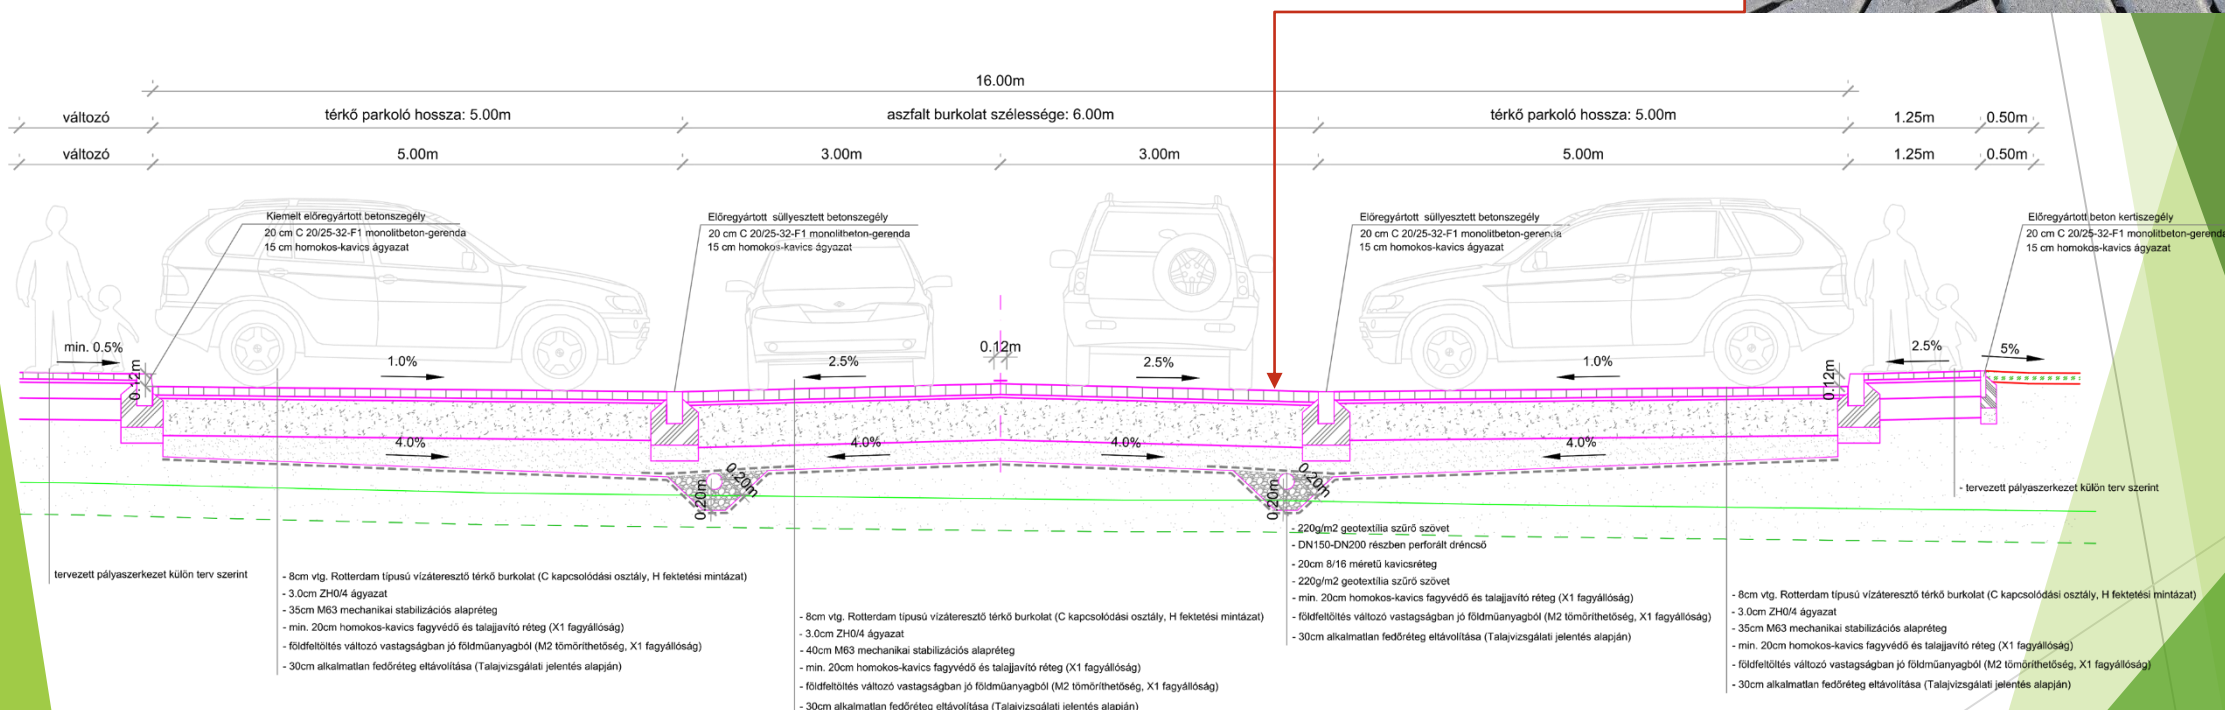 16.00m
változó
térkő parkoló hossza: 5.00m
aszfalt burkolat szélessége: 6.00m
térkő parkoló hossza: 5.00m
1.25m
0.50m
változó
5.00m
3.00m
3.00m
5.00m
1.25m
0.50m
Kiemelt előregyártott betonszegély
20 cm C 20/25-32-F1 monolitbeton-gerenda
15 cm homokos-kavics ágyazat
Előregyártott süllyesztett betonszegély
20 cm C 20/25-32-F1 monolitbeton-gerenda
15 cm homokos-kavics ágyazat
Előregyártott süllyesztett betonszegély
20 cm C 20/25-32-F1 monolitbeton-gerenda
15 cm homokos-kavics ágyazat
Előregyártott beton kertiszegély
20 cm C 20/25-32-F1 monolitbeton-gerenda
15 cm homokos-kavics ágyazat
min. 0.5%
0.12m
1.0%
2.5%
0.12m
2.5%
1.0%
0.12m
2.5%
5%
4.0%
4.0%
4.0%
4.0%
0.20m
0.20m
0.20m
0.20m
- tervezett pályaszerkezet külön terv szerint
tervezett pályaszerkezet külön terv szerint
- 8cm vtg. Rotterdam típusú vízáteresztő térkő burkolat (C kapcsolódási osztály, H fektetési mintázat)
- 3.0cm ZH0/4 ágyazat
- 35cm M63 mechanikai stabilizációs alapréteg
- min. 20cm homokos-kavics fagyvédő és talajjavító réteg (X1 fagyállóság)
- földfeltöltés változó vastagságban jó földműanyagból (M2 tömöríthetőség, X1 fagyállóság)
- 30cm alkalmatlan fedőréteg eltávolítása (Talajvizsgálati jelentés alapján)
- 8cm vtg. Rotterdam típusú vízáteresztő térkő burkolat (C kapcsolódási osztály, H fektetési mintázat)
- 3.0cm ZH0/4 ágyazat
- 40cm M63 mechanikai stabilizációs alapréteg
- min. 20cm homokos-kavics fagyvédő és talajjavító réteg (X1 fagyállóság)
- földfeltöltés változó vastagságban jó földműanyagból (M2 tömöríthetőség, X1 fagyállóság)
- 30cm alkalmatlan fedőréteg eltávolítása (Talajvizsgálati jelentés alapján)
- 220g/m2 geotextília szűrő szövet
- DN150-DN200 részben perforált dréncső
- 20cm 8/16 méretű kavicsréteg
- 220g/m2 geotextília szűrő szövet
- min. 20cm homokos-kavics fagyvédő és talajjavító réteg (X1 fagyállóság)
- földfeltöltés változó vastagságban jó földműanyagból (M2 tömöríthetőség, X1 fagyállóság)
- 30cm alkalmatlan fedőréteg eltávolítása (Talajvizsgálati jelentés alapján)
- 8cm vtg. Rotterdam típusú vízáteresztő térkő burkolat (C kapcsolódási osztály, H fektetési mintázat)
- 3.0cm ZH0/4 ágyazat
- 35cm M63 mechanikai stabilizációs alapréteg
- min. 20cm homokos-kavics fagyvédő és talajjavító réteg (X1 fagyállóság)
- földfeltöltés változó vastagságban jó földműanyagból (M2 tömöríthetőség, X1 fagyállóság)
- 30cm alkalmatlan fedőréteg eltávolítása (Talajvizsgálati jelentés alapján)